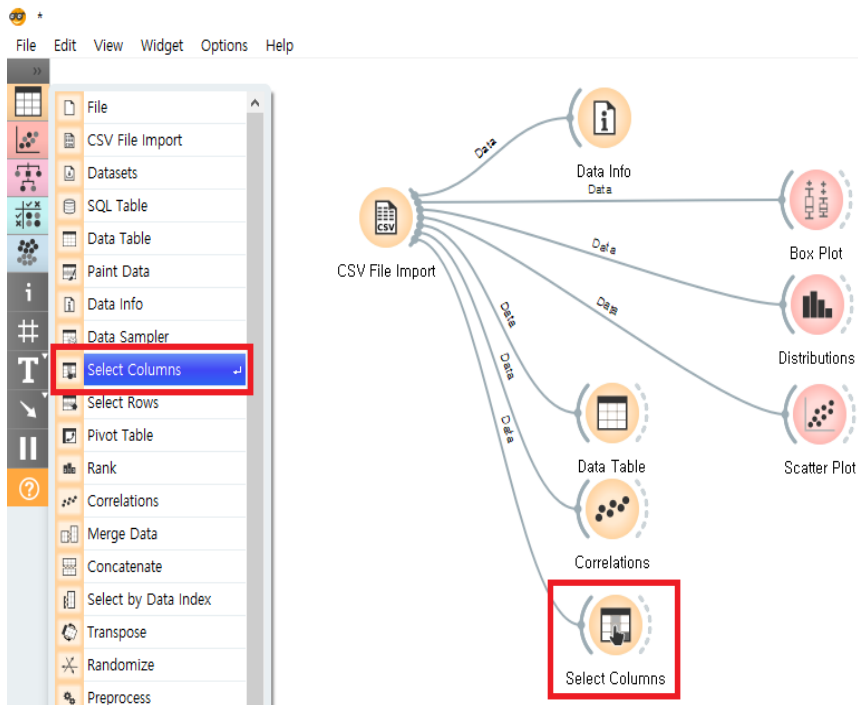 *
File Edit View Widget Options Help
»
File
CSV File Import
Datasets
SQL Table
Data Table
Paint Data
Data Info
Data Sampler
Select Columns
Select Rows
Pivot Table
Rank
Correlations
Merge Data
Concatenate
Select by Data Index
Transpose
Randomize
Preprocess
T
?
CSV
CSV File Import
Data
Data Info
Data
Box Plot
Data
Distributions
Data
Scatter Plot
Data
Data Table
Data
Correlations
Data
Select Columns